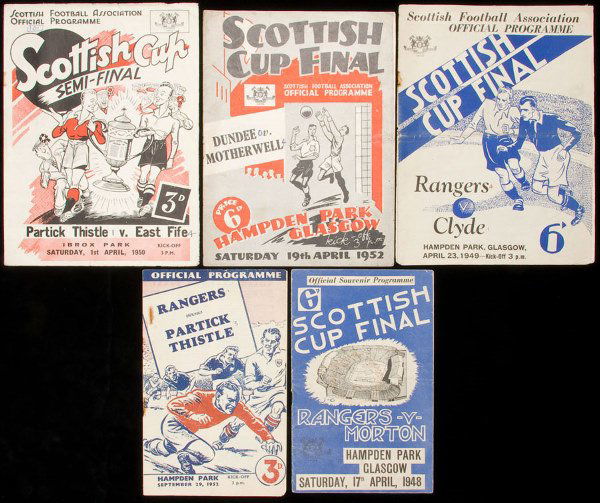 SCOTTISH FOOTBALL ASSOCIATION
OFFICIAL PROGRAMME
Scottish Cup
SEMI-FINAL
3D
Partick Thistle v. East Fife
IBROX PARK
SATURDAY, 1st APRIL, 1950
KICK-OFF
3 P.M.
SCOTTISH
CUP FINAL
SCOTTISH FOOTBALL ASSOCIATION
OFFICIAL PROGRAMME
DUNDEE v.
MOTHERWELL
PRICE
6D
HAMPDEN PARK
GLASGOW
SATURDAY 19th APRIL 1952
Scottish Football Association
OFFICIAL PROGRAMME
SCOTTISH
CUP FINAL
Rangers
V
Clyde
6D
HAMPDEN PARK, GLASGOW,
APRIL 23, 1949—Kick-Off 3 p.m.
OFFICIAL PROGRAMME
RANGERS
PARTICK
THISTLE
3D
HAMPDEN PARK
SEPTEMBER 29, 1952
KICK-OFF
Official Souvenir Programme
6D
SCOTTISH
CUP FINAL
RANGERS-V-
MORTON
HAMPDEN PARK
GLASGOW
SATURDAY, 17th APRIL, 1948